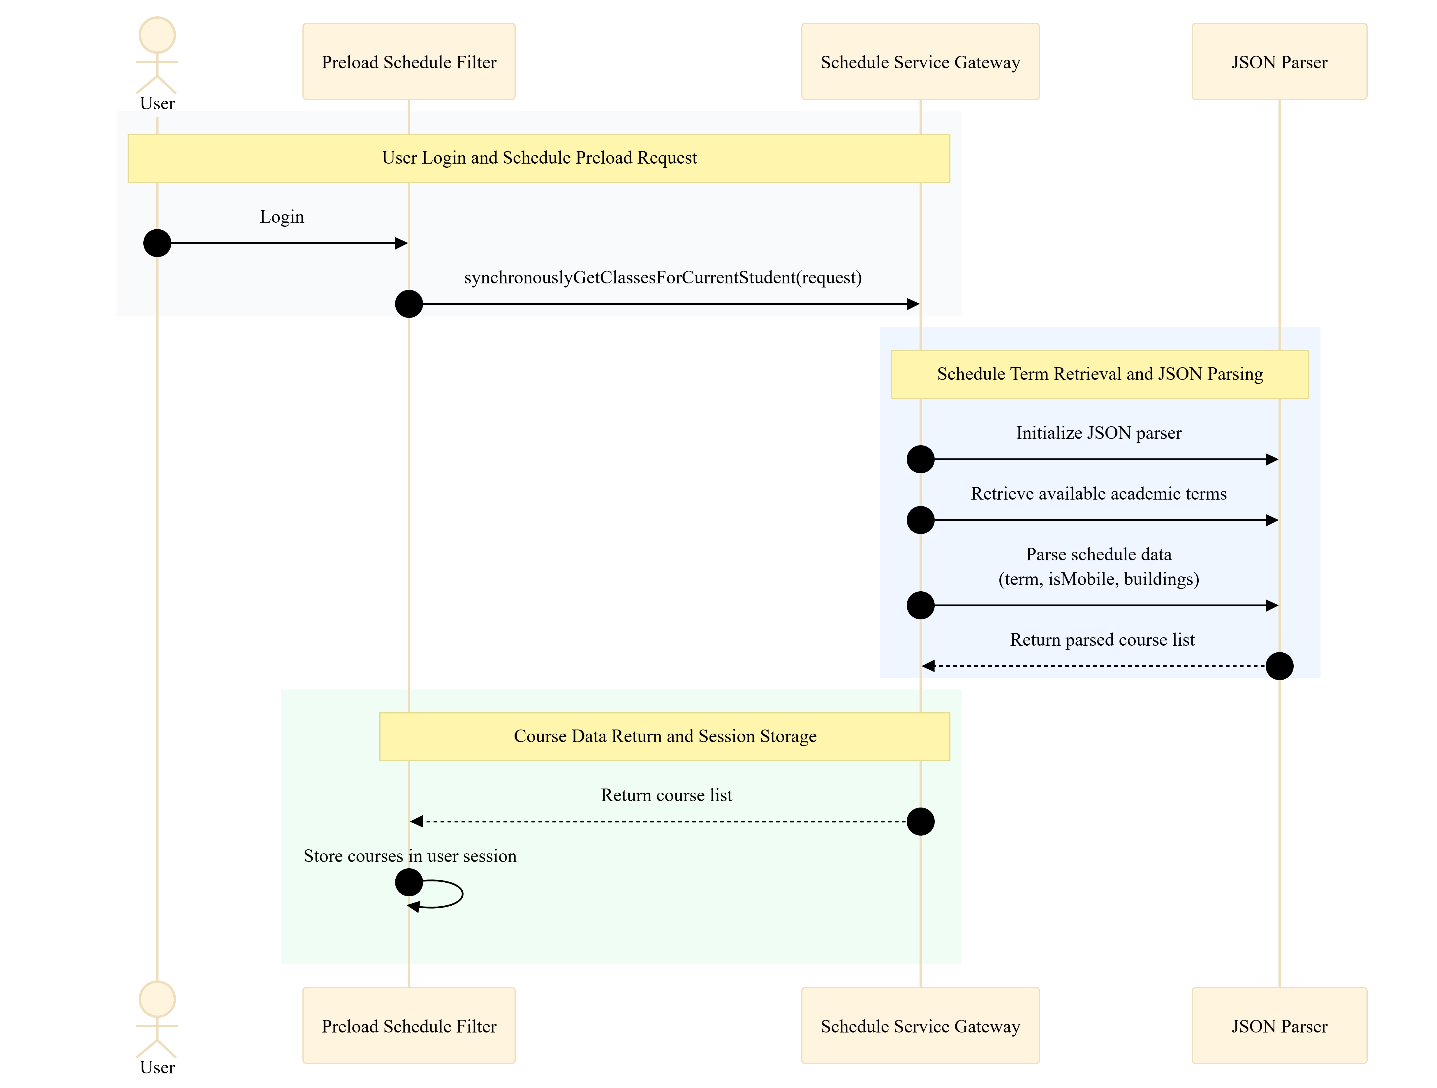 Preload Schedule Filter
Schedule Service Gateway
JSON Parser
User
User Login and Schedule Preload Request
Login
synchronouslyGetClassesForCurrentStudent(request)
Schedule Term Retrieval and JSON Parsing
Initialize JSON parser
Retrieve available academic terms
Parse schedule data
(term, isMobile, buildings)
Return parsed course list
Course Data Return and Session Storage
Return course list
Store courses in user session
Preload Schedule Filter
Schedule Service Gateway
JSON Parser
User